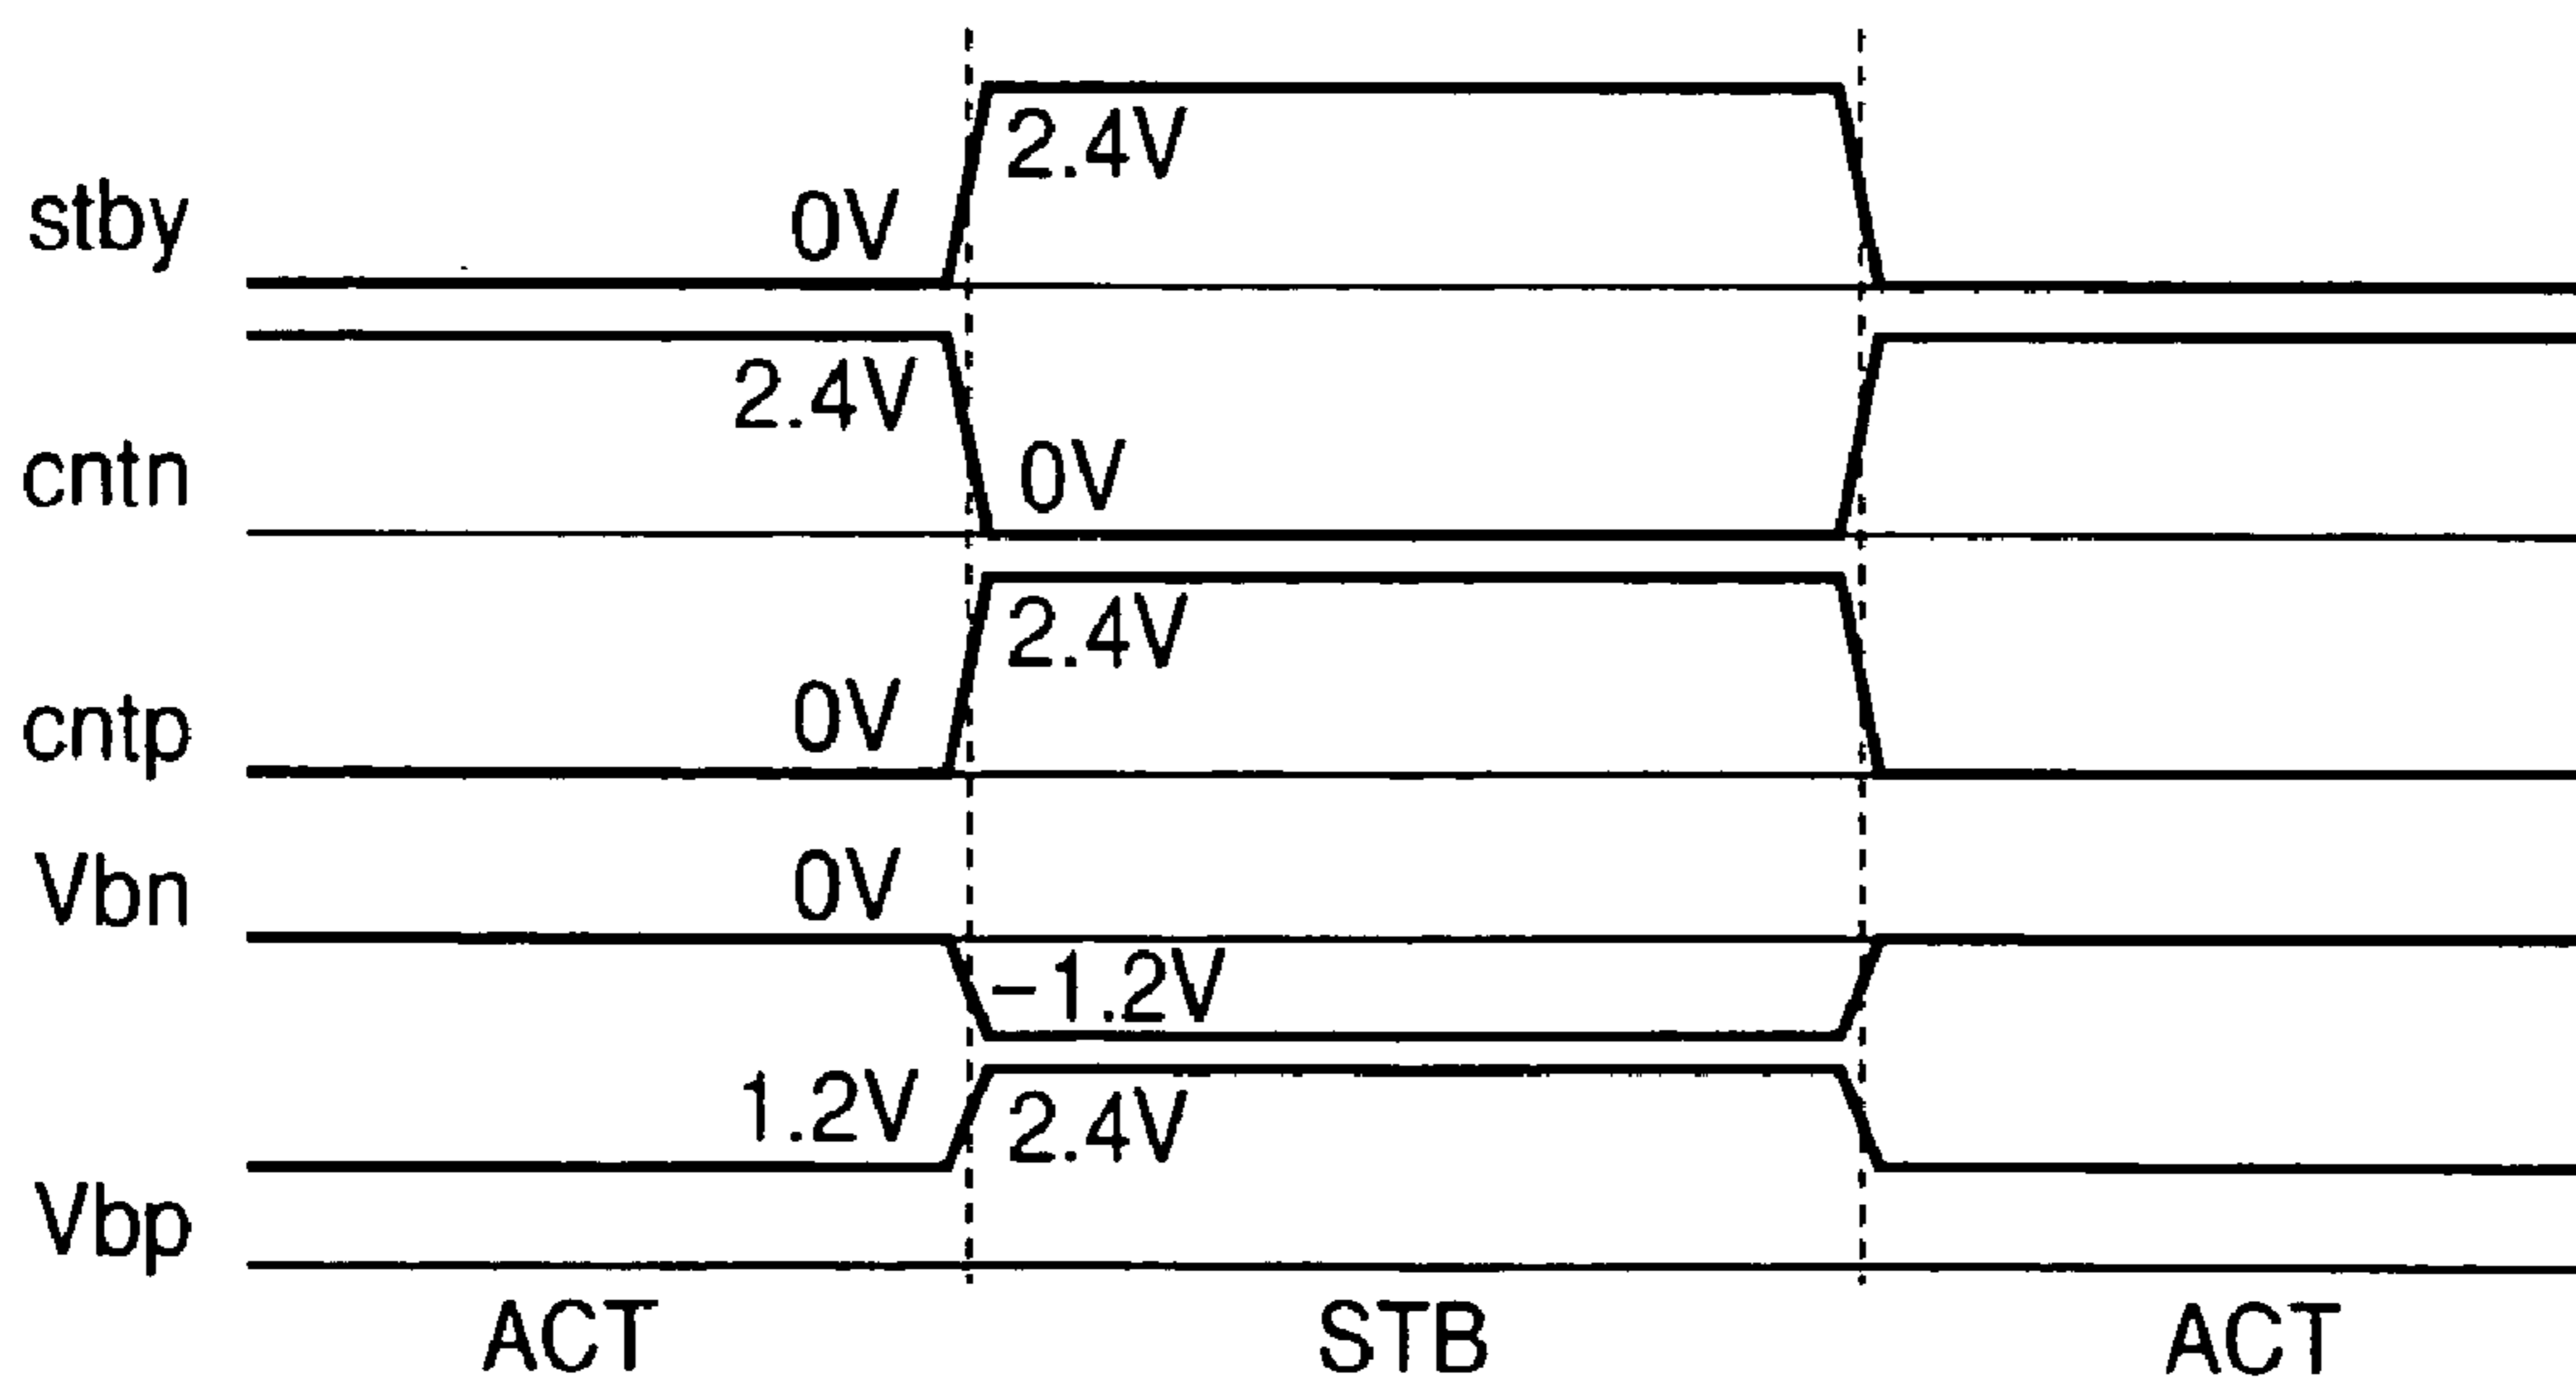 2.4V
stby 0V
2.4V
cntn 0V
2.4V
cntp 0V
Vbn 0V
-1.2V
1.2V 2.4V
Vbp
ACT STB ACT